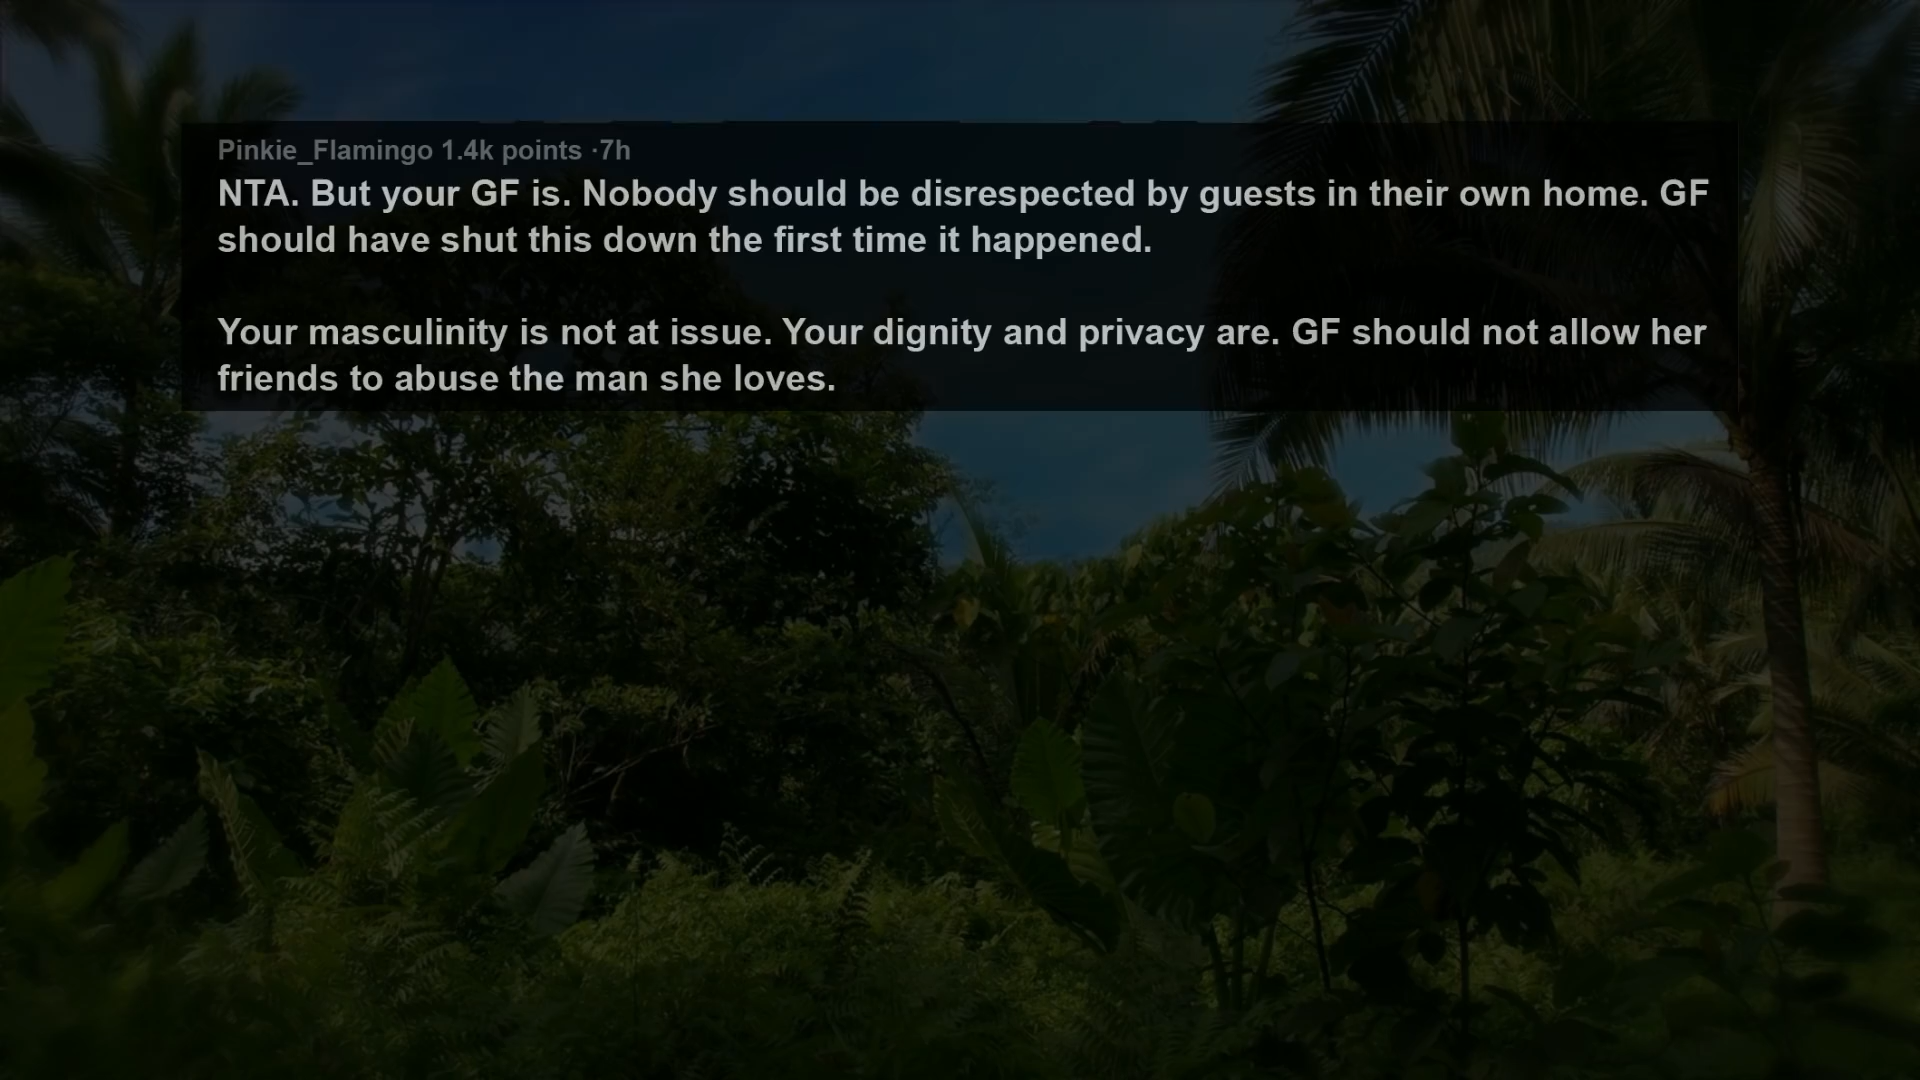 Pinkie_Flamingo 1.4k points ·7h
NTA. But your GF is. Nobody should be disrespected by guests in their own home. GF
should have shut this down the first time it happened.
Your masculinity is not at issue. Your dignity and privacy are. GF should not allow her
friends to abuse the man she loves.